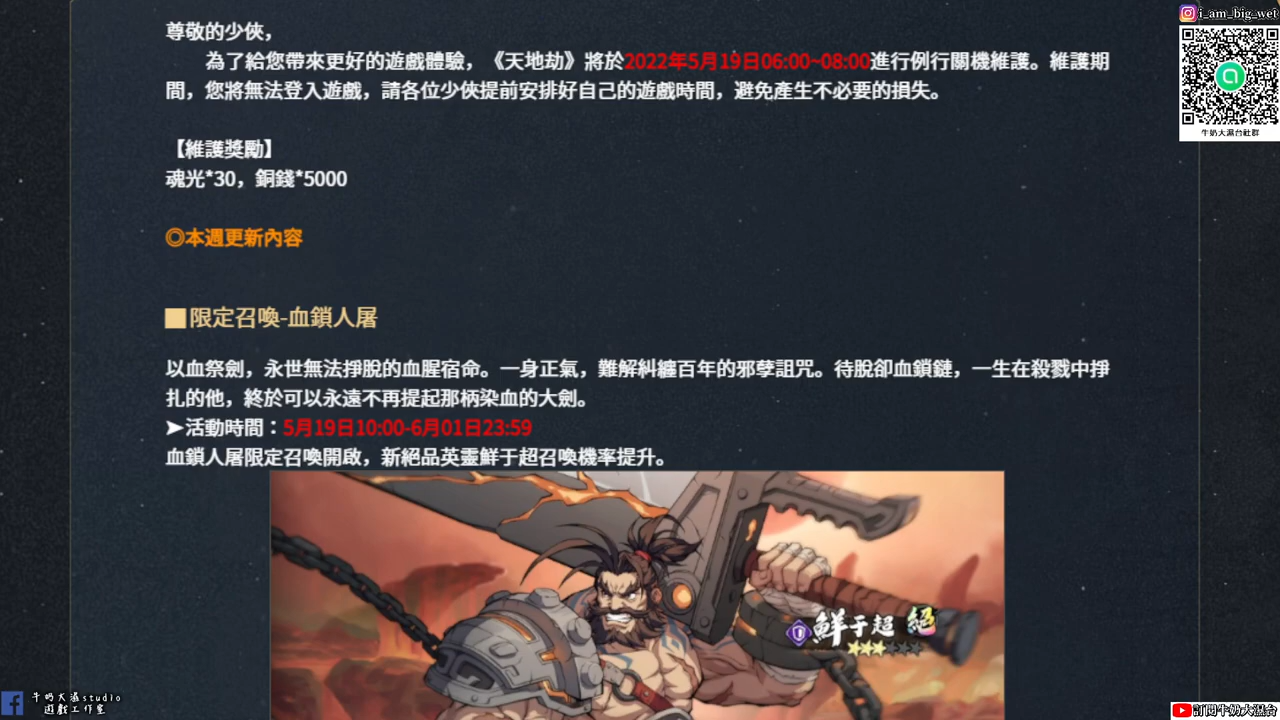 尊敬的少俠，
為了給您帶來更好的遊戲體驗，《天地劫》將於2022年5月19日06:00~08:00進行例行關機維護。維護期
間，您將無法登入遊戲，請各位少俠提前安排好自己的遊戲時間，避免產生不必要的損失。
【維護獎勵】
魂光*30，銅錢*5000
◎本週更新內容
■限定召喚-血鎖人屠
以血祭劍，永世無法掙脫的血腥宿命。一身正氣，難解糾纏百年的邪孽詛咒。待脫卻血鎖鏈，一生在殺戮中掙
扎的他，終於可以永遠不再提起那柄染血的大劍。
➤活動時間：5月19日10:00-6月01日23:59
血鎖人屠限定召喚開啟，新絕品英靈鮮于超召喚機率提升。
鮮于超 絕
i_am_big_wet
牛奶大濕台社群
牛奶大濕studio
遊戲工作室
訂閱牛奶大濕台